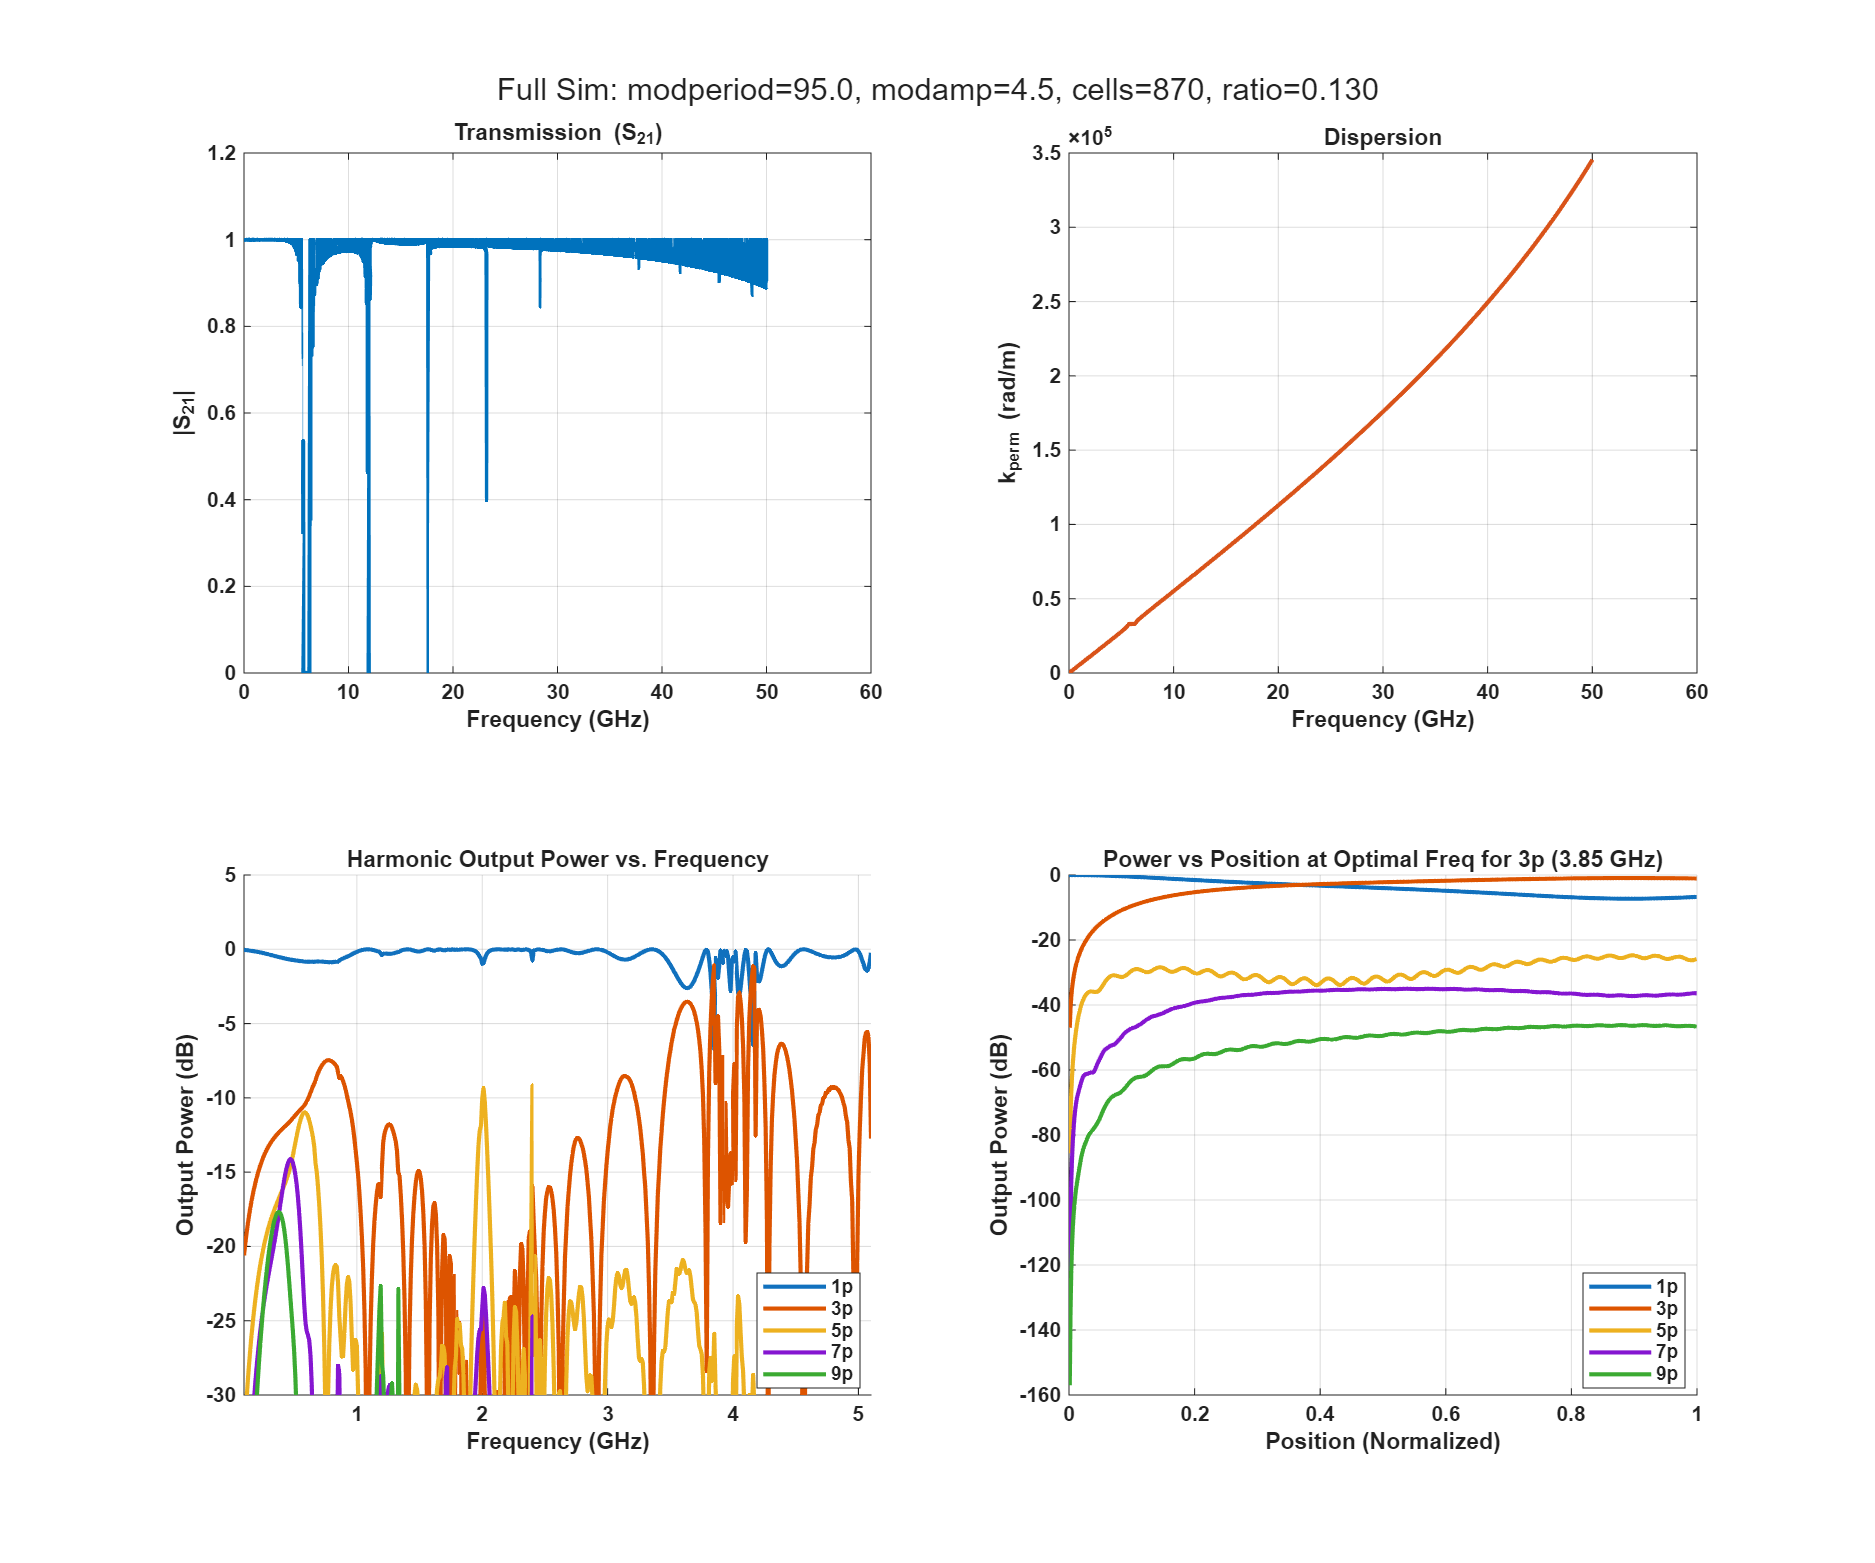 Full Sim: modperiod=95.0, modamp=4.5, cells=870, ratio=0.130
Transmission (S21)
1.2
1
0.8
0.6
0.4
0.2
0
0 10 20 30 40 50 60
|S21|
Frequency (GHz)
×10^5
Dispersion
3.5
3
2.5
2
1.5
1
0.5
0
0 10 20 30 40 50 60
kperm (rad/m)
Frequency (GHz)
Harmonic Output Power vs. Frequency
5
0
-5
-10
-15
-20
-25
-30
1 2 3 4 5
Output Power (dB)
Frequency (GHz)
1p
3p
5p
7p
9p
Power vs Position at Optimal Freq for 3p (3.85 GHz)
0
-20
-40
-60
-80
-100
-120
-140
-160
0 0.2 0.4 0.6 0.8 1
Output Power (dB)
Position (Normalized)
1p
3p
5p
7p
9p